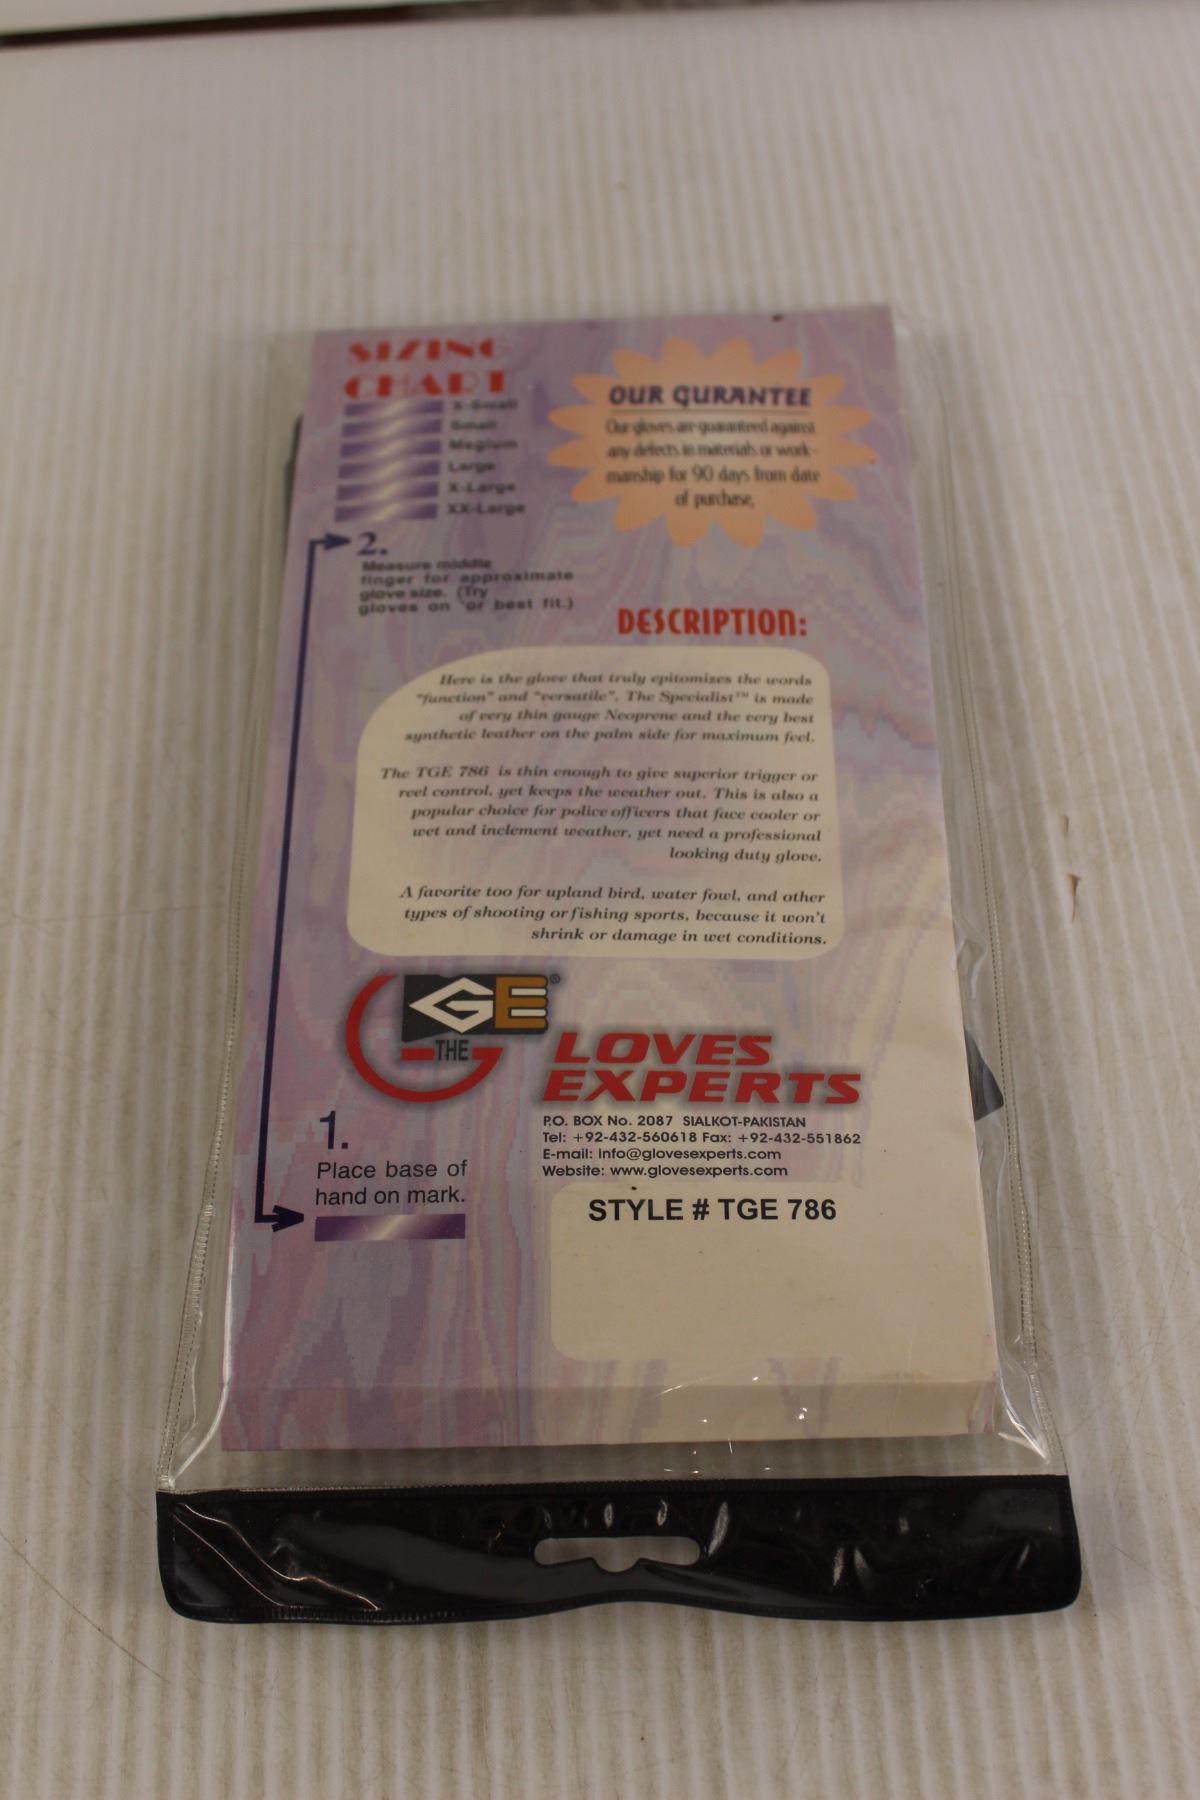 SIZING
CHART
X-Small
Small
Megium
Large
X-Large
XX-Large
2.
Measure middle
finger for approximate
glove size. (Try
gloves on or best fit.)
OUR GURANTEE
Our gloves are guaranteed against
any defects in materials or work-
manship for 90 days from date
of purchase,
DESCRIPTION:
Here is the glove that truly epitomizes the words
"function" and "versatile". The Specialist™ is made
of very thin gauge Neoprene and the very best
synthetic leather on the palm side for maximum feel.
The TGE 786 is thin enough to give superior trigger or
reel control, yet keeps the weather out. This is also a
popular choice for police officers that face cooler or
wet and inclement weather, yet need a professional
looking duty glove.
A favorite too for upland bird, water fowl, and other
types of shooting or fishing sports, because it won't
shrink or damage in wet conditions.
GE®
THE
GLOVES
EXPERTS
P.O. BOX No. 2087 SIALKOT-PAKISTAN
Tel: +92-432-560618 Fax: +92-432-551862
E-mail: info@glovesexperts.com
Website: www.glovesexperts.com
1.
Place base of
hand on mark.
STYLE # TGE 786